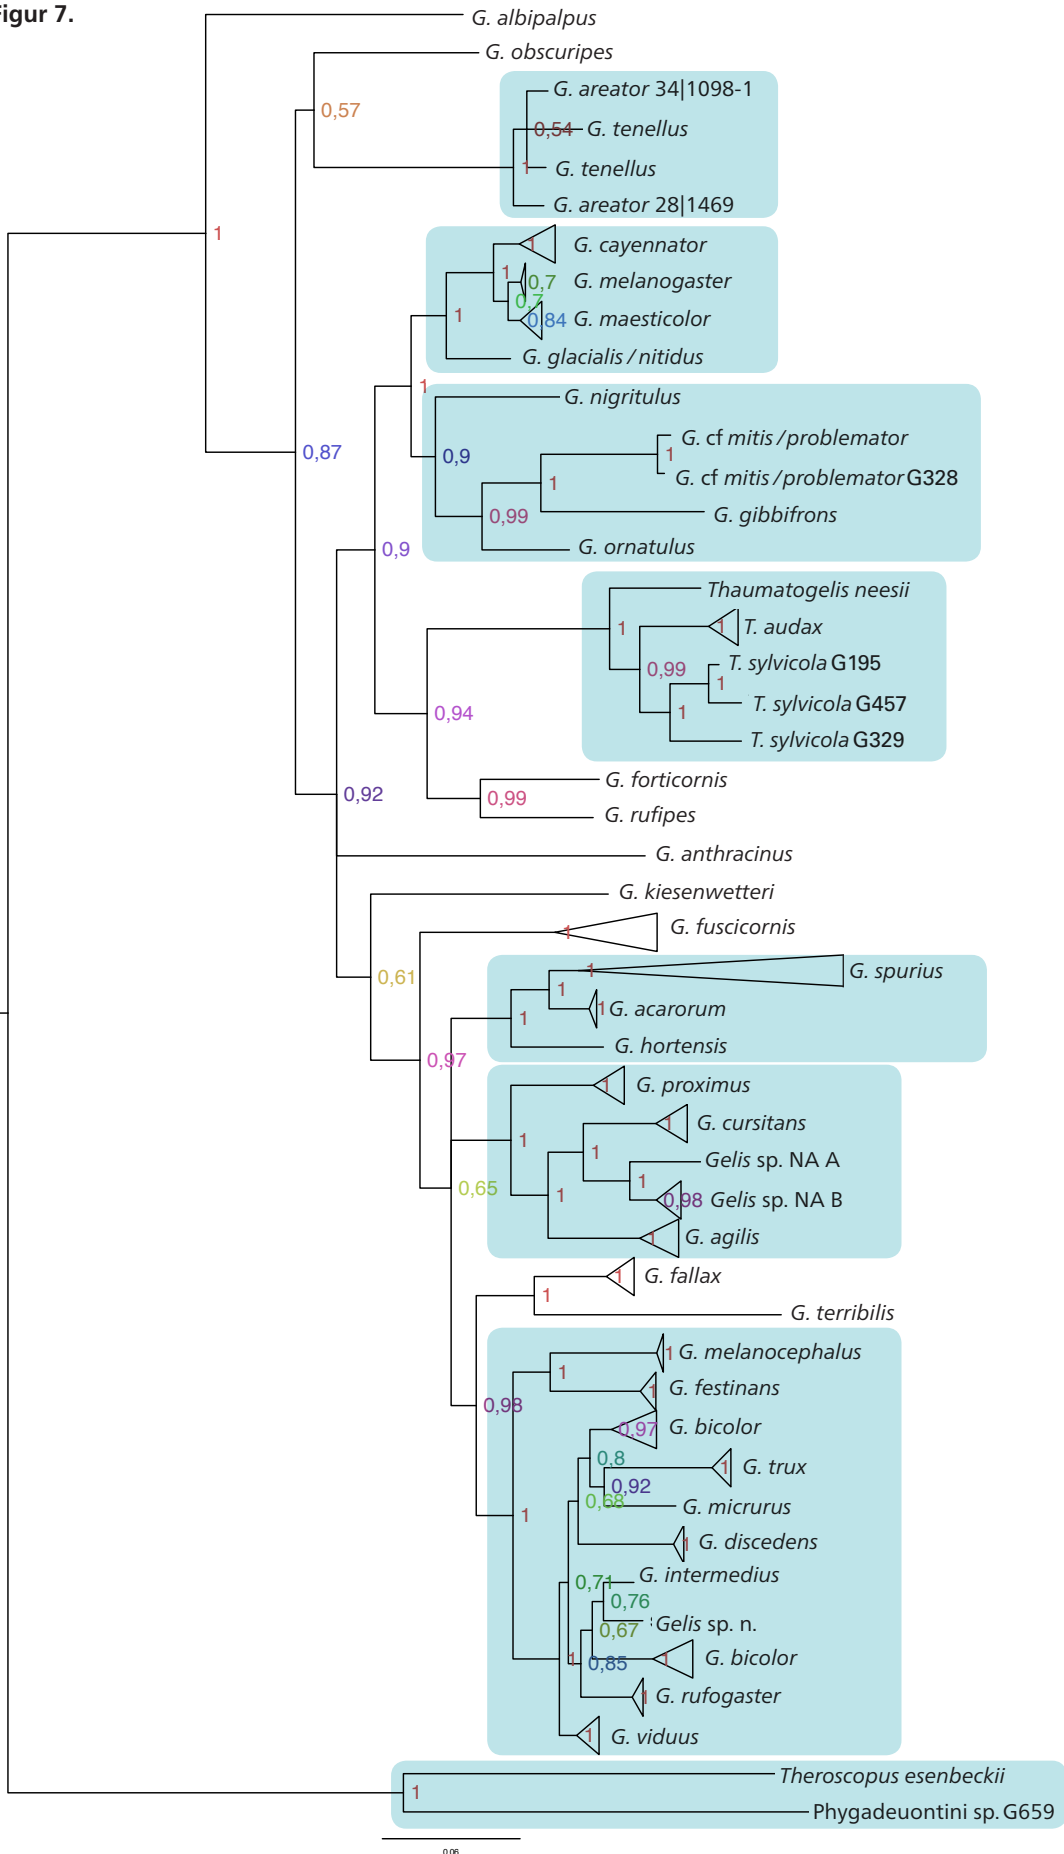 Figur 7.
G. albipalpus
G. obscuripes
0,57
G. areator 34|1098-1
0,54 G. tenellus
1 G. tenellus
G. areator 28|1469
1
1 G. cayennator
1
0,7 G. melanogaster
0,7
0,84 G. maesticolor
1
G. glacialis / nitidus
1
G. nigritulus
G. cf mitis / problemator
1
0,87
0,9
G. cf mitis / problemator G328
1
0,99
G. gibbifrons
G. ornatulus
0,9
Thaumatogelis neesii
1
1 T. audax
0,99
T. sylvicola G195
1
T. sylvicola G457
0,94
1
T. sylvicola G329
G. forticornis
0,92
0,99
G. rufipes
G. anthracinus
G. kiesenwetteri
1 G. fuscicornis
0,61
1 G. spurius
1
1 G. acarorum
1
G. hortensis
0,97
1 G. proximus
1 G. cursitans
1
1
Gelis sp. NA A
1
0,65
1
0,98 Gelis sp. NA B
1 G. agilis
1 G. fallax
1
G. terribilis
1 G. melanocephalus
1
1 G. festinans
0,98
0,97 G. bicolor
0,8
1 G. trux
0,92
0,68
G. micrurus
1
1 G. discedens
G. intermedius
0,71
0,76
Gelis sp. n.
0,67
1 0,85
1 G. bicolor
1 G. rufogaster
1 G. viduus
Theroscopus esenbeckii
1
Phygadeuontini sp. G659
0.06